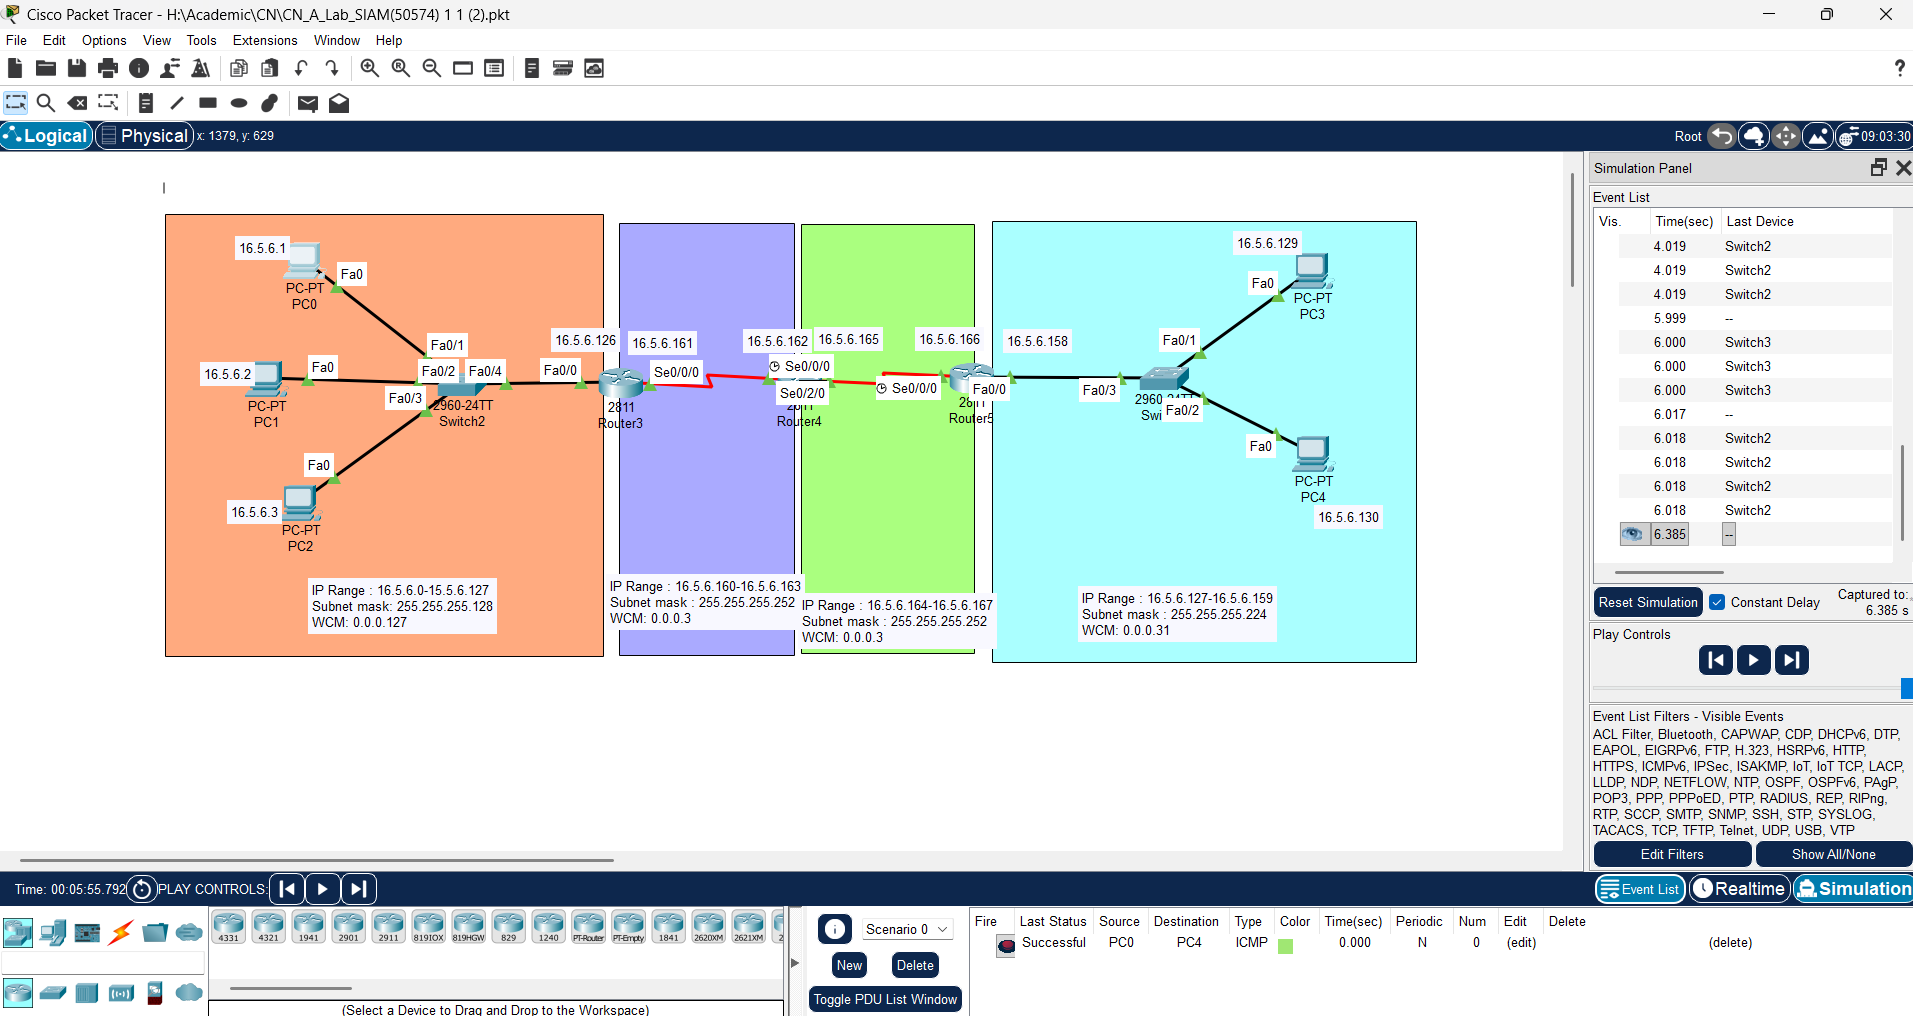 Cisco Packet Tracer - H:\Academic\CN\CN_A_Lab_SIAM(50574) 1 1 (2).pkt
File Edit Options View Tools Extensions Window Help
?
Logical Physical x: 1379, y: 629
Root 09:03:30
16.5.6.1
Fa0
PC-PT
PC0
16.5.6.2
Fa0
PC-PT
PC1
16.5.6.3
Fa0
PC-PT
PC2
Fa0/1
Fa0/2
Fa0/4
Fa0/3
2960-24TT
Switch2
Fa0/0
16.5.6.126
16.5.6.161
Se0/0/0
2811
Router3
16.5.6.162
16.5.6.165
Se0/0/0
Se0/2/0
2811
Router4
16.5.6.166
Se0/0/0
Fa0/0
2811
Router5
16.5.6.158
Fa0/3
Fa0/1
Fa0/2
2960-24TT
Swi
16.5.6.129
Fa0
PC-PT
PC3
Fa0
PC-PT
PC4
16.5.6.130
IP Range : 16.5.6.0-15.5.6.127
Subnet mask: 255.255.255.128
WCM: 0.0.0.127
IP Range : 16.5.6.160-16.5.6.163
Subnet mask : 255.255.255.252
WCM: 0.0.0.3
IP Range : 16.5.6.164-16.5.6.167
Subnet mask : 255.255.255.252
WCM: 0.0.0.3
IP Range : 16.5.6.127-16.5.6.159
Subnet mask : 255.255.255.224
WCM: 0.0.0.31
Simulation Panel
Event List
Vis. Time(sec) Last Device
4.019 Switch2
4.019 Switch2
4.019 Switch2
5.999 --
6.000 Switch3
6.000 Switch3
6.000 Switch3
6.017 --
6.018 Switch2
6.018 Switch2
6.018 Switch2
6.018 Switch2
6.385 --
Reset Simulation Constant Delay Captured to:
6.385 s
Play Controls
Event List Filters - Visible Events
ACL Filter, Bluetooth, CAPWAP, CDP, DHCPv6, DTP,
EAPOL, EIGRPv6, FTP, H.323, HSRPv6, HTTP,
HTTPS, ICMPv6, IPSec, ISAKMP, IoT, IoT TCP, LACP,
LLDP, NDP, NETFLOW, NTP, OSPF, OSPFv6, PAgP,
POP3, PPP, PPPoED, PTP, RADIUS, REP, RIPng,
RTP, SCCP, SMTP, SNMP, SSH, STP, SYSLOG,
TACACS, TCP, TFTP, Telnet, UDP, USB, VTP
Edit Filters Show All/None
Time: 00:05:55.792 PLAY CONTROLS:
Event List Realtime Simulation
4331 4321 1941 2901 2911 819IOX 819HGW 829 1240 PT-Router PT-Empty 1841 2620XM 2621XM 2
(Select a Device to Drag and Drop to the Workspace)
Scenario 0
New Delete
Toggle PDU List Window
Fire Last Status Source Destination Type Color Time(sec) Periodic Num Edit Delete
Successful PC0 PC4 ICMP 0.000 N 0 (edit) (delete)